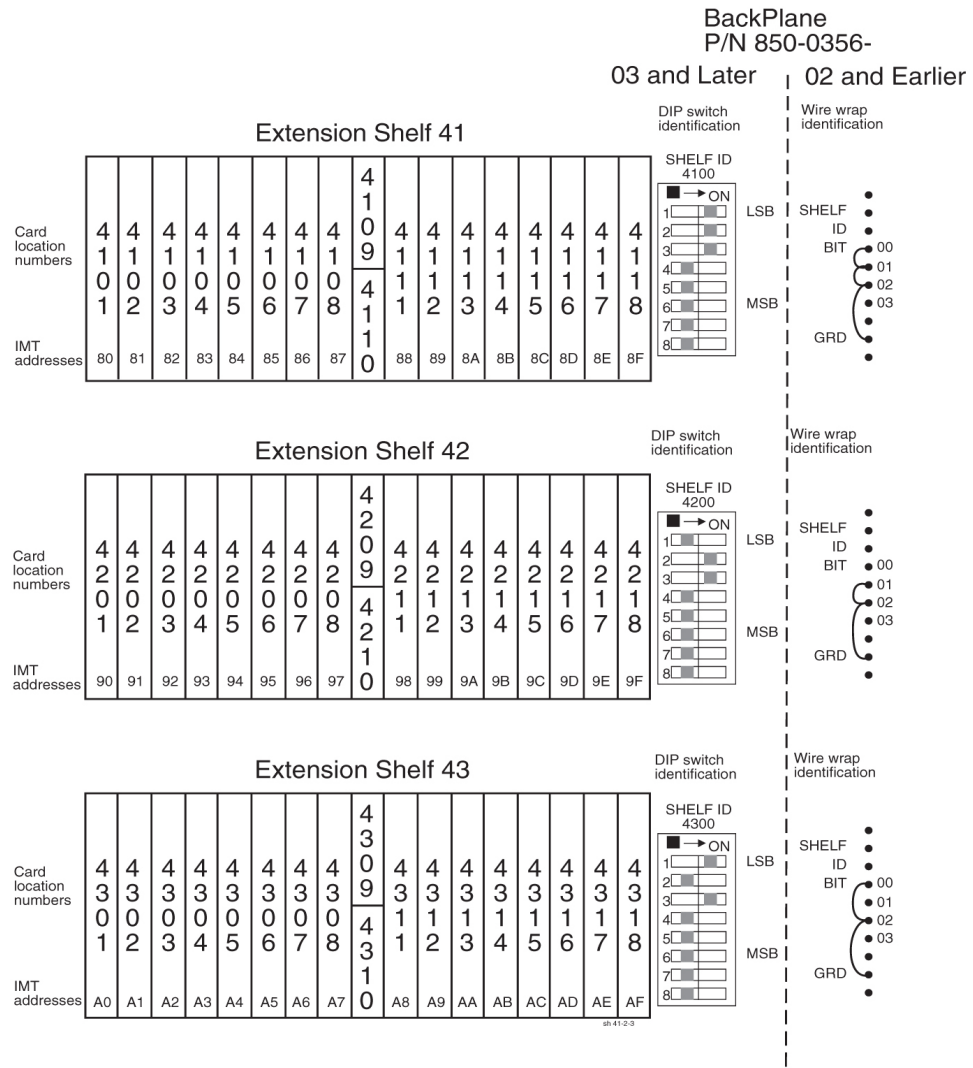 BackPlane
P/N 850-0356-
03 and Later
02 and Earlier
DIP switch
identification
Wire wrap
identification
Extension Shelf 41
SHELF ID
4100
ON
1
2
3
4
5
6
7
8
LSB
MSB
SHELF
ID
BIT
00
01
02
03
GRD
Card
location
numbers
4101 4102 4103 4104 4105 4106 4107 4108 4109 4110 4111 4112 4113 4114 4115 4116 4117 4118
IMT
addresses
80 81 82 83 84 85 86 87 88 89 8A 8B 8C 8D 8E 8F
DIP switch
identification
Wire wrap
identification
Extension Shelf 42
SHELF ID
4200
ON
1
2
3
4
5
6
7
8
LSB
MSB
SHELF
ID
BIT
00
01
02
03
GRD
Card
location
numbers
4201 4202 4203 4204 4205 4206 4207 4208 4209 4210 4211 4212 4213 4214 4215 4216 4217 4218
IMT
addresses
90 91 92 93 94 95 96 97 98 99 9A 9B 9C 9D 9E 9F
DIP switch
identification
Wire wrap
identification
Extension Shelf 43
SHELF ID
4300
ON
1
2
3
4
5
6
7
8
LSB
MSB
SHELF
ID
BIT
00
01
02
03
GRD
Card
location
numbers
4301 4302 4303 4304 4305 4306 4307 4308 4309 4310 4311 4312 4313 4314 4315 4316 4317 4318
IMT
addresses
A0 A1 A2 A3 A4 A5 A6 A7 A8 A9 AA AB AC AD AE AF
sh 41-2-3